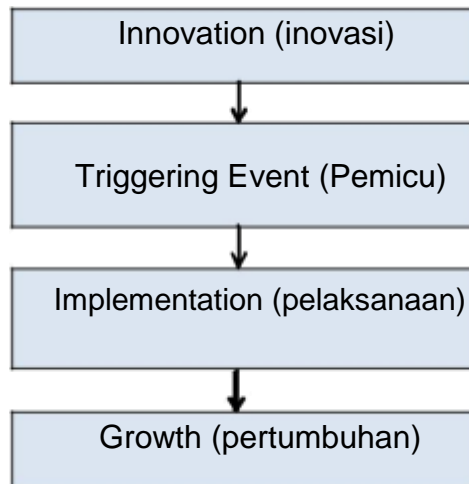 Innovation (inovasi)
Triggering Event (Pemicu)
Implementation (pelaksanaan)
Growth (pertumbuhan)